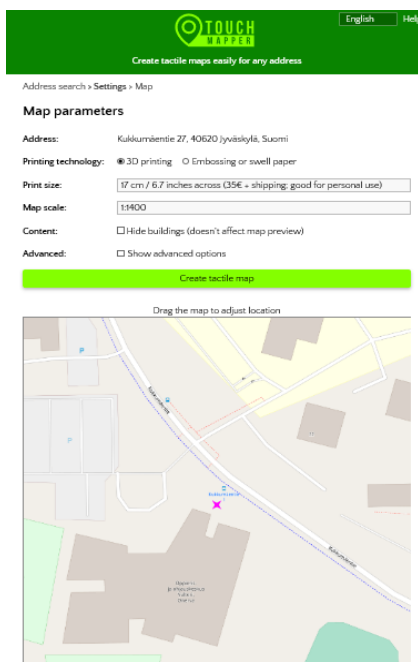 English
Help
TOUCH
MAPPER
Create tactile maps easily for any address
Address search » Settings » Map
Map parameters
Address: Kukkumäentie 27, 40620 Jyväskylä, Suomi
Printing technology: 3D printing Embossing or swell paper
Print size: 17 cm / 6.7 inches across (35€ + shipping; good for personal use)
Map scale: 1:1400
Content: Hide buildings (doesn't affect map preview)
Advanced: Show advanced options
Create tactile map
Drag the map to adjust location
P
Kukkumäentie
P
Kukkumäentie
Kukkumäentie